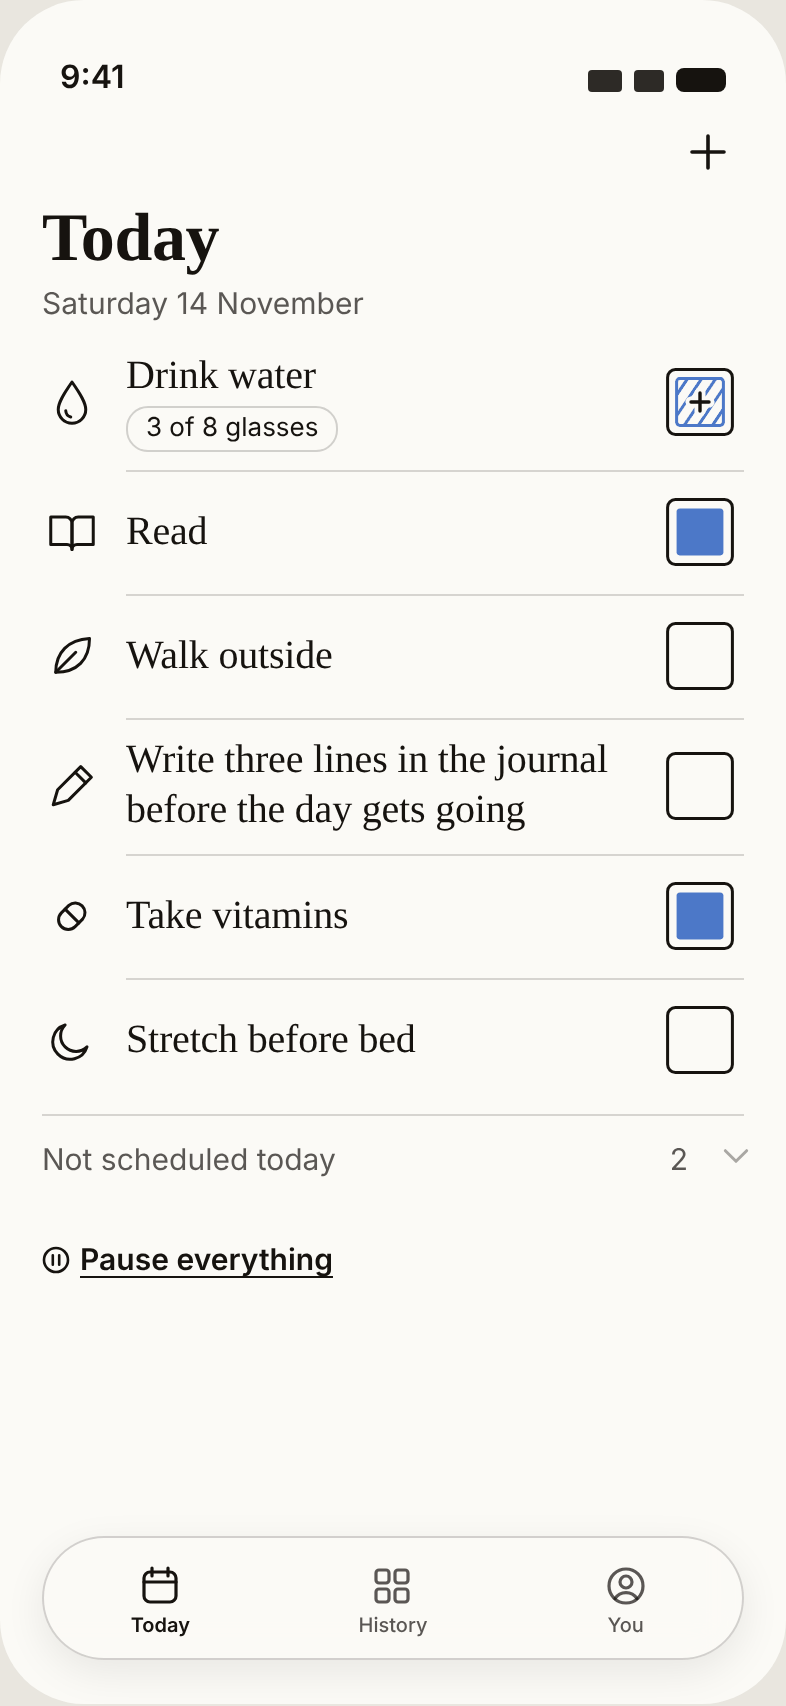 9:41
Today
Saturday 14 November
Drink water
3 of 8 glasses
Read
Walk outside
Write three lines in the journal
before the day gets going
Take vitamins
Stretch before bed
Not scheduled today 2
Pause everything
Today History You